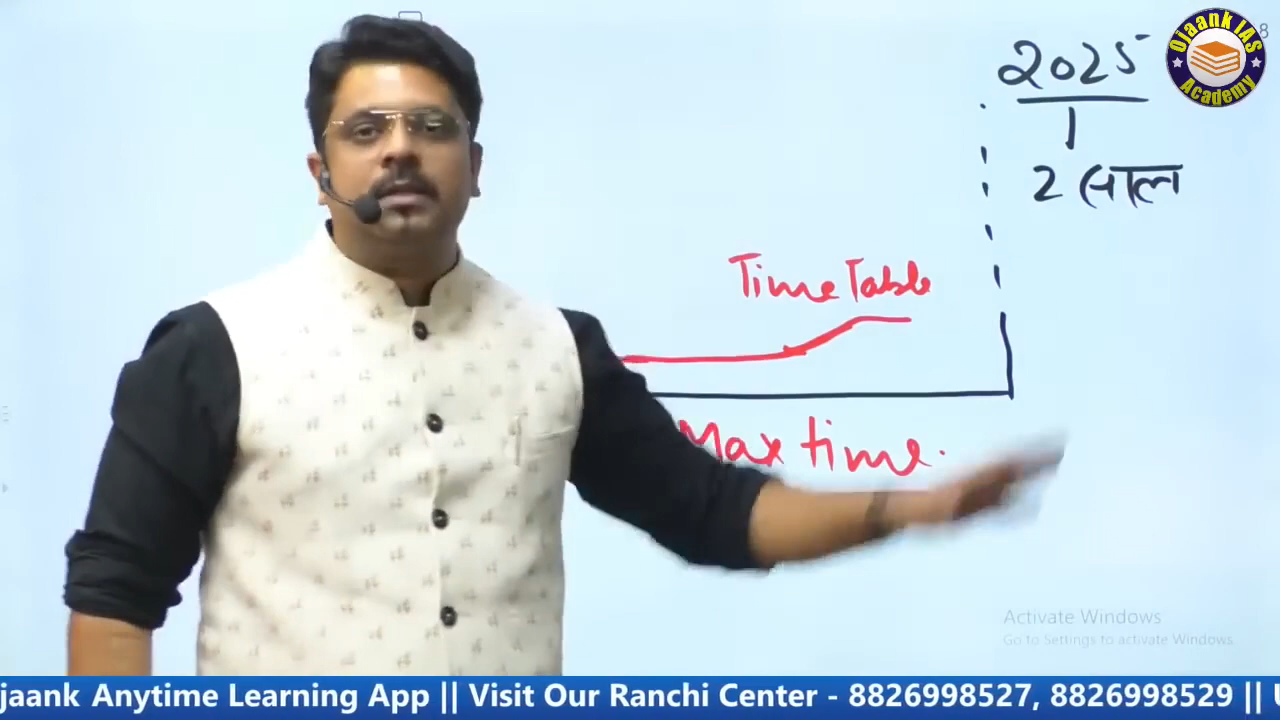 2025
1
2 साल
Time Table
Max time.
Ojaank IAS
Academy
Activate Windows
Go to Settings to activate Windows.
jaank Anytime Learning App || Visit Our Ranchi Center - 8826998527, 8826998529 ||